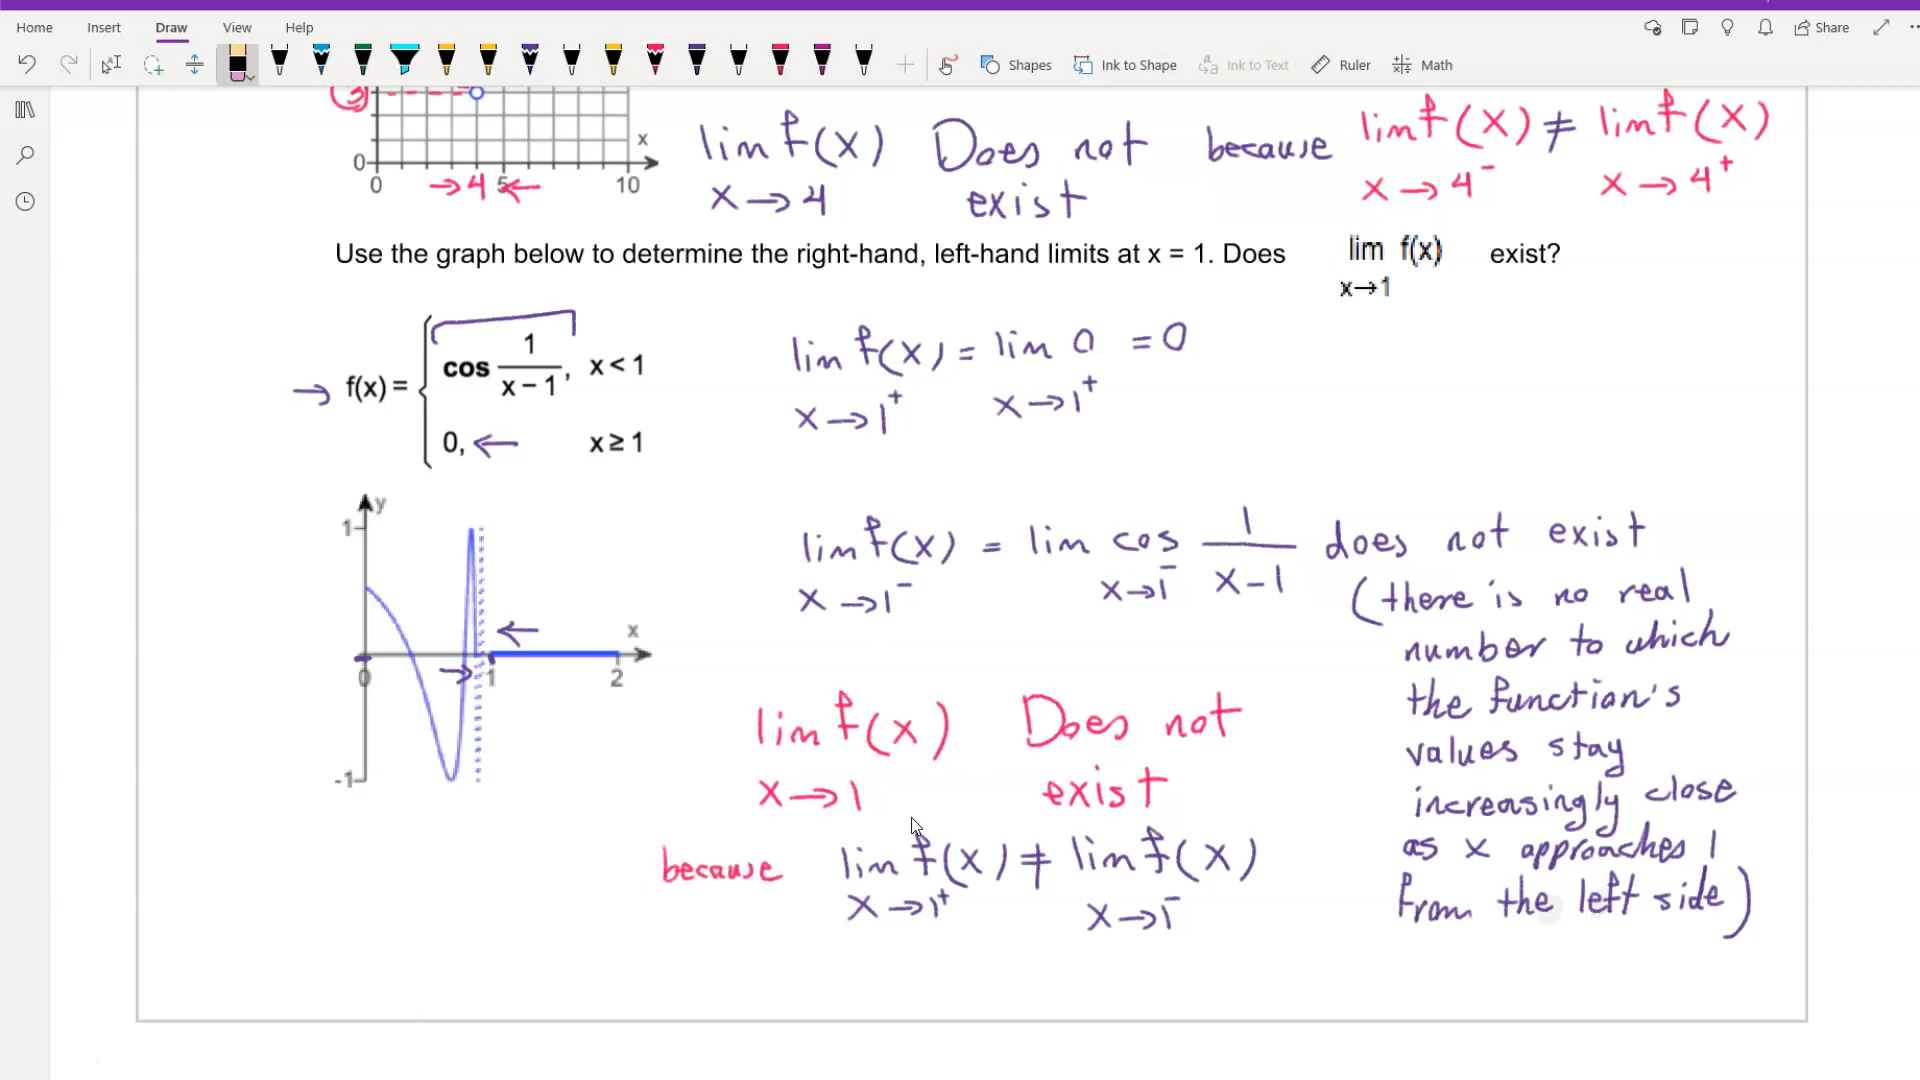 Home Insert Draw View Help Share
Shapes Ink to Shape Ink to Text Ruler Math
(3)
0 x
0 → 4 5 ← 10
lim f(x) Does not because lim f(x) ≠ lim f(x)
x → 4 exist x → 4⁻ x → 4⁺
Use the graph below to determine the right-hand, left-hand limits at x = 1. Does lim f(x) exist?
x→1
→ f(x) = { cos 1/(x − 1), x < 1
0, ← x ≥ 1
lim f(x) = lim 0 = 0
x → 1⁺ x → 1⁺
y
1
x
0 → 1 ← 2
-1
lim f(x) = lim cos 1/(x-1) does not exist
x → 1⁻ x → 1⁻
(there is no real
number to which
the function's
values stay
increasingly close
as x approaches 1
from the left side)
lim f(x) Does not
x → 1 exist
because lim f(x) ≠ lim f(x)
x → 1⁺ x → 1⁻